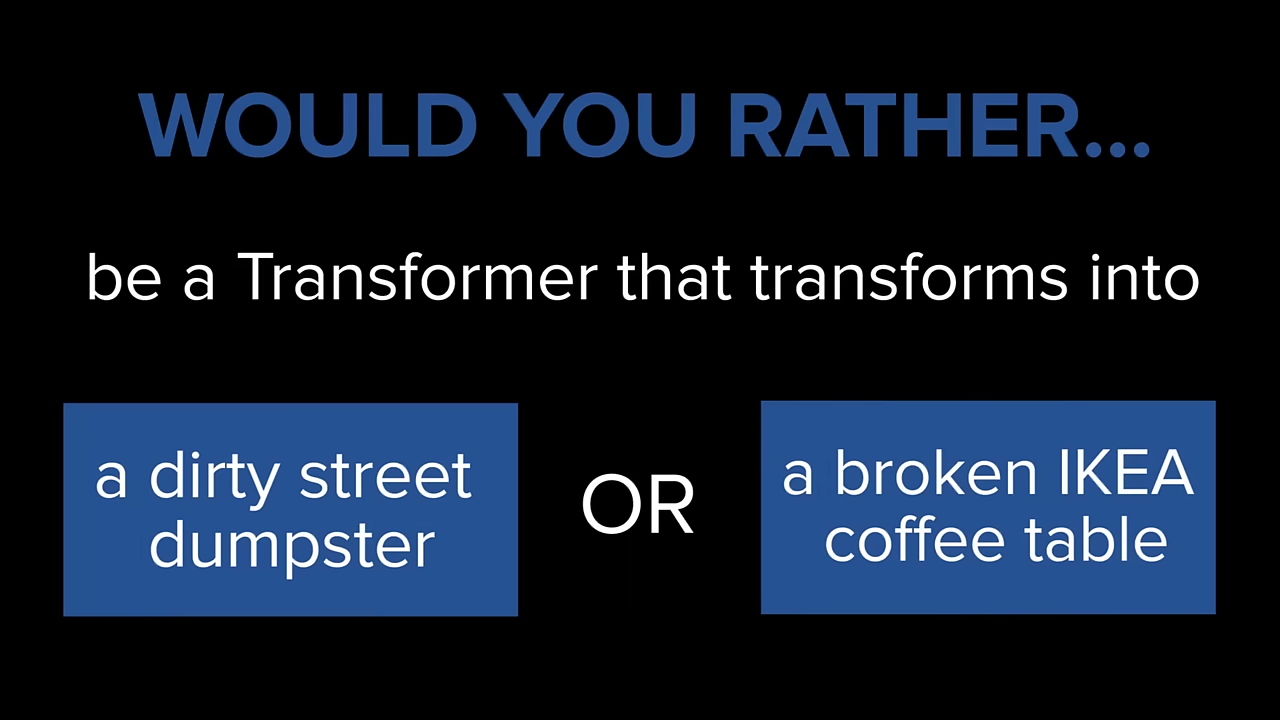 WOULD YOU RATHER...
be a Transformer that transforms into
a dirty street
dumpster
OR
a broken IKEA
coffee table